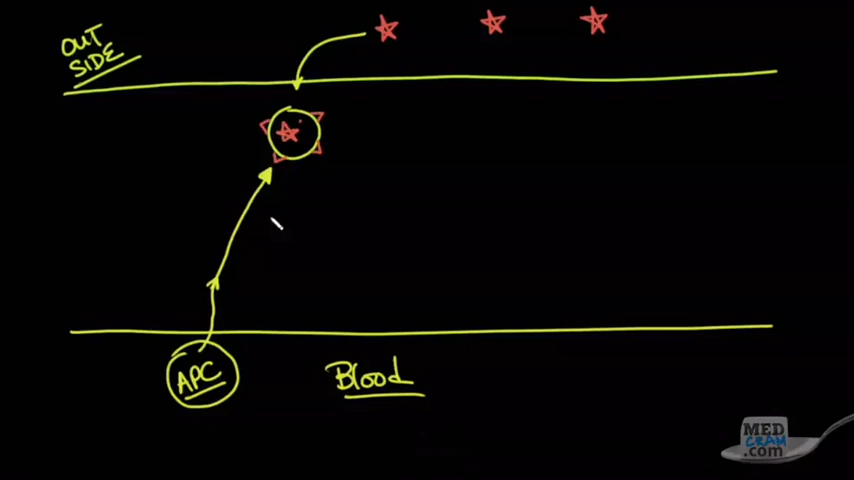 OUT
SIDE
APC
Blood
MED
CRAM
.com